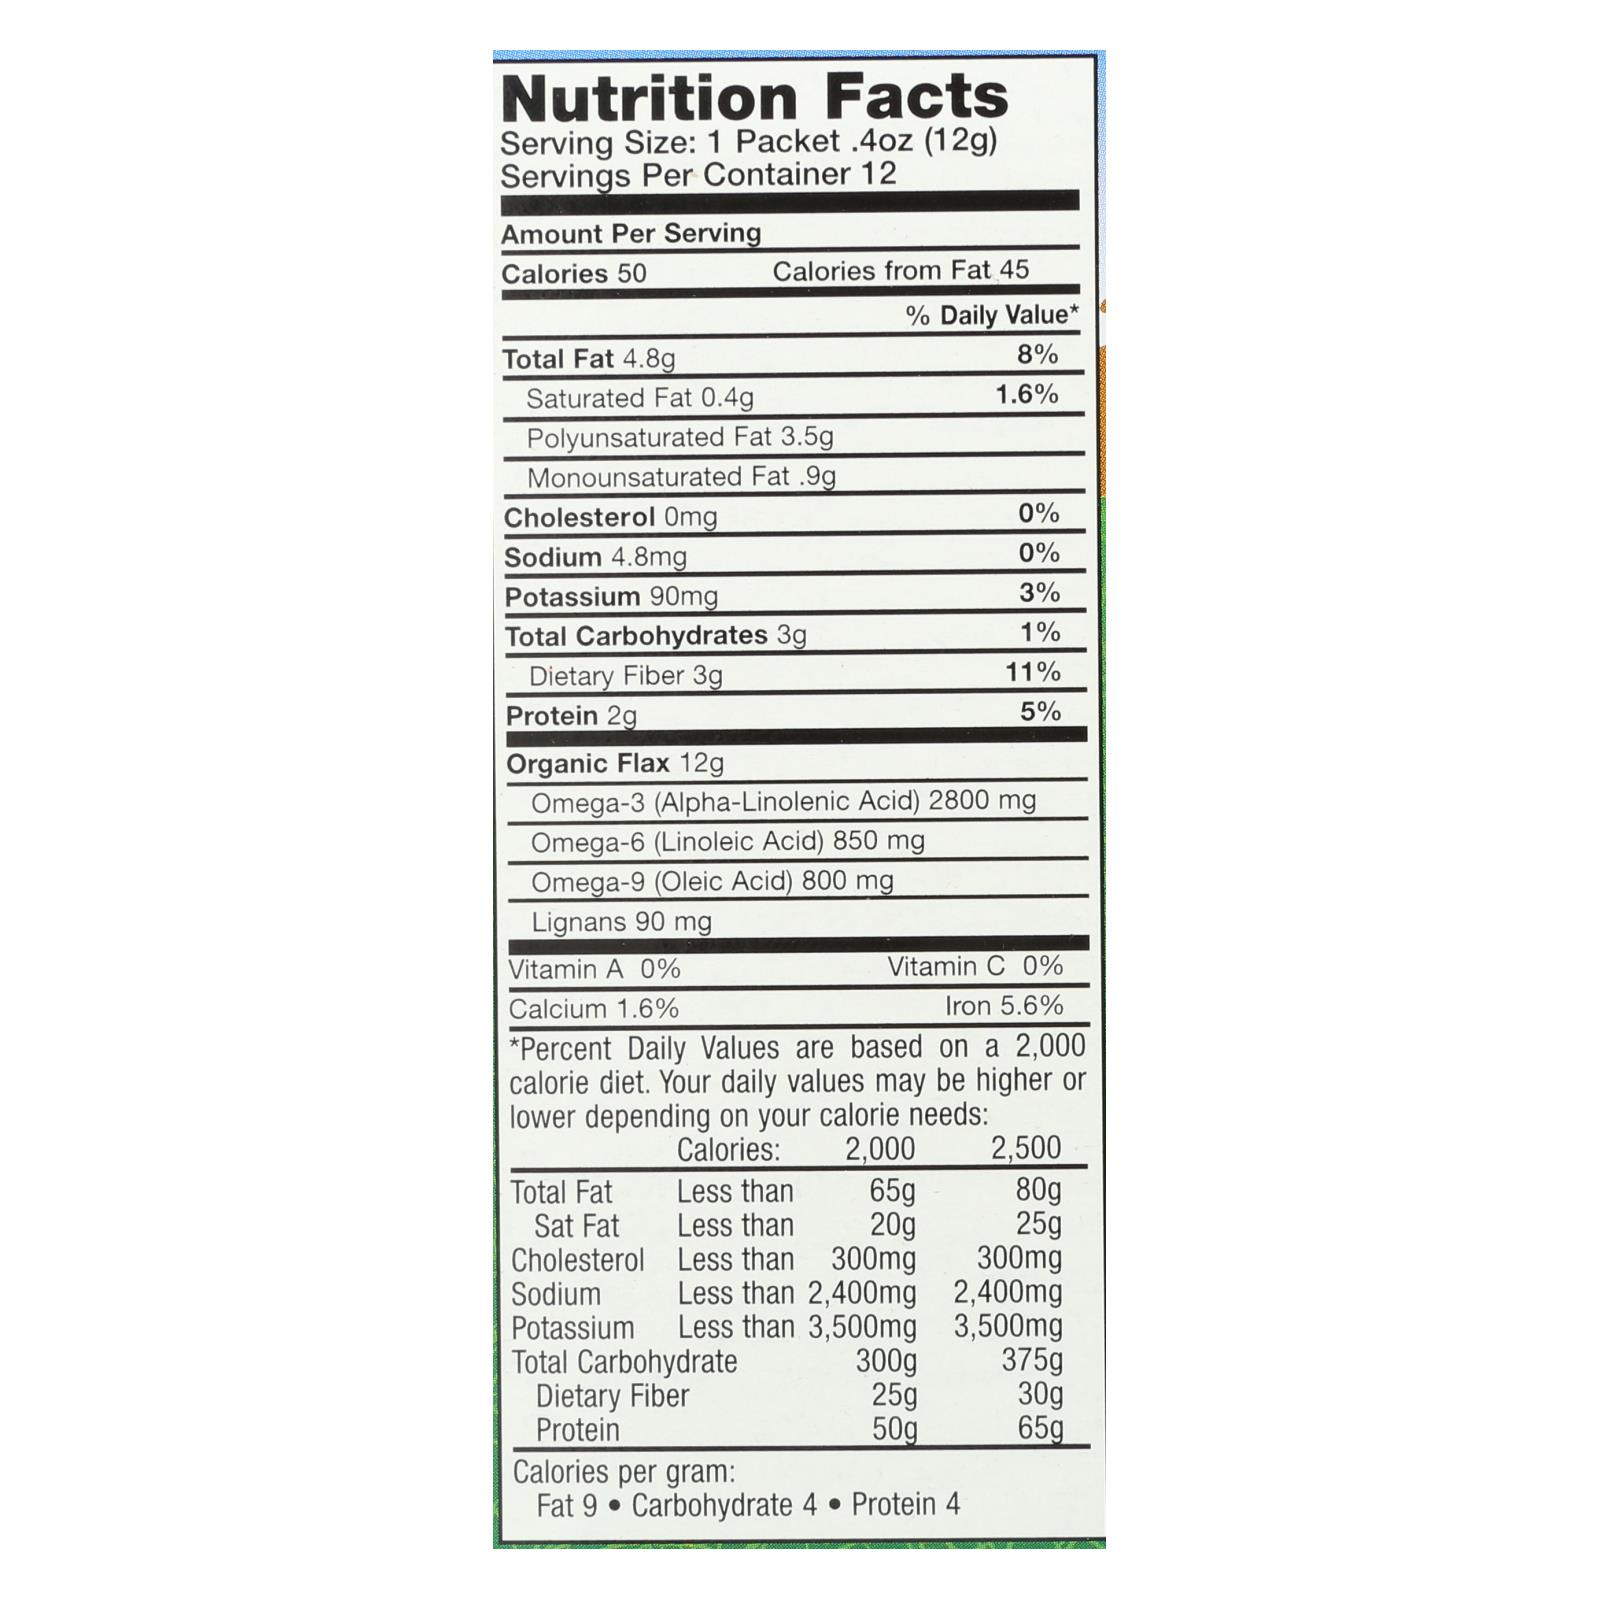 Nutrition Facts
Serving Size: 1 Packet .4oz (12g)
Servings Per Container 12
Amount Per Serving
Calories 50 Calories from Fat 45
% Daily Value*
Total Fat 4.8g 8%
Saturated Fat 0.4g 1.6%
Polyunsaturated Fat 3.5g
Monounsaturated Fat .9g
Cholesterol 0mg 0%
Sodium 4.8mg 0%
Potassium 90mg 3%
Total Carbohydrates 3g 1%
Dietary Fiber 3g 11%
Protein 2g 5%
Organic Flax 12g
Omega-3 (Alpha-Linolenic Acid) 2800 mg
Omega-6 (Linoleic Acid) 850 mg
Omega-9 (Oleic Acid) 800 mg
Lignans 90 mg
Vitamin A 0% Vitamin C 0%
Calcium 1.6% Iron 5.6%
*Percent Daily Values are based on a 2,000
calorie diet. Your daily values may be higher or
lower depending on your calorie needs:
Calories: 2,000 2,500
Total Fat Less than 65g 80g
Sat Fat Less than 20g 25g
Cholesterol Less than 300mg 300mg
Sodium Less than 2,400mg 2,400mg
Potassium Less than 3,500mg 3,500mg
Total Carbohydrate 300g 375g
Dietary Fiber 25g 30g
Protein 50g 65g
Calories per gram:
Fat 9 • Carbohydrate 4 • Protein 4